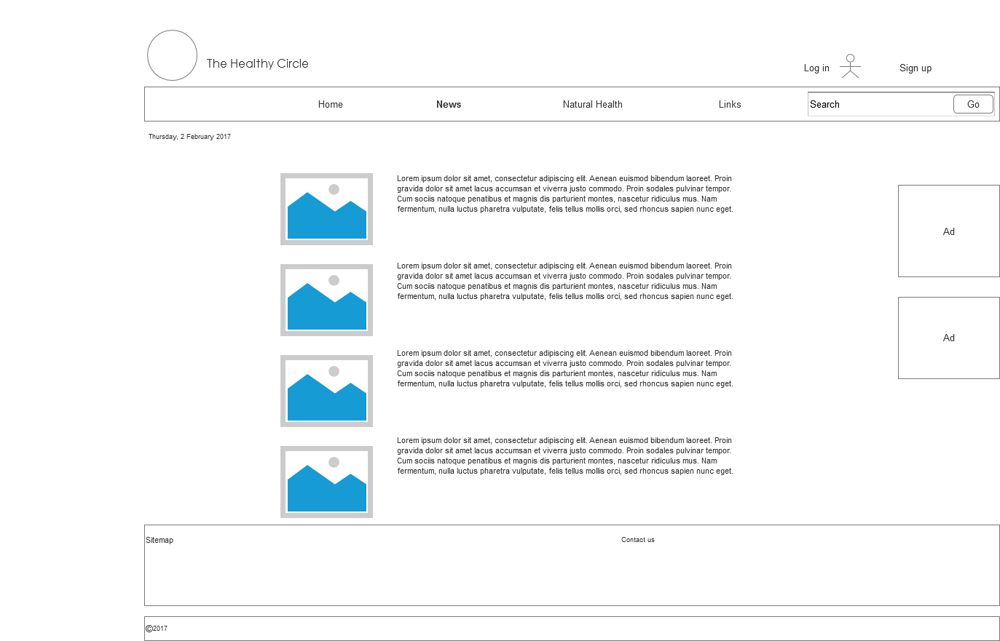 The Healthy Circle
Log in
Sign up
Home
News
Natural Health
Links
Search
Go
Thursday, 2 February 2017
Lorem ipsum dolor sit amet, consectetur adipiscing elit. Aenean euismod bibendum laoreet. Proin
gravida dolor sit amet lacus accumsan et viverra justo commodo. Proin sodales pulvinar tempor.
Cum sociis natoque penatibus et magnis dis parturient montes, nascetur ridiculus mus. Nam
fermentum, nulla luctus pharetra vulputate, felis tellus mollis orci, sed rhoncus sapien nunc eget.
Ad
Lorem ipsum dolor sit amet, consectetur adipiscing elit. Aenean euismod bibendum laoreet. Proin
gravida dolor sit amet lacus accumsan et viverra justo commodo. Proin sodales pulvinar tempor.
Cum sociis natoque penatibus et magnis dis parturient montes, nascetur ridiculus mus. Nam
fermentum, nulla luctus pharetra vulputate, felis tellus mollis orci, sed rhoncus sapien nunc eget.
Ad
Lorem ipsum dolor sit amet, consectetur adipiscing elit. Aenean euismod bibendum laoreet. Proin
gravida dolor sit amet lacus accumsan et viverra justo commodo. Proin sodales pulvinar tempor.
Cum sociis natoque penatibus et magnis dis parturient montes, nascetur ridiculus mus. Nam
fermentum, nulla luctus pharetra vulputate, felis tellus mollis orci, sed rhoncus sapien nunc eget.
Lorem ipsum dolor sit amet, consectetur adipiscing elit. Aenean euismod bibendum laoreet. Proin
gravida dolor sit amet lacus accumsan et viverra justo commodo. Proin sodales pulvinar tempor.
Cum sociis natoque penatibus et magnis dis parturient montes, nascetur ridiculus mus. Nam
fermentum, nulla luctus pharetra vulputate, felis tellus mollis orci, sed rhoncus sapien nunc eget.
Sitemap
Contact us
©2017